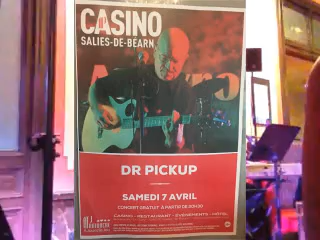 CASINO
SALIES-DE-BEARN
DR PICKUP
SAMEDI 7 AVRIL
CONCERT GRATUIT À PARTIR DE 20H30
CASINO - RESTAURANT - ÉVÉNEMENTS - HÔTEL